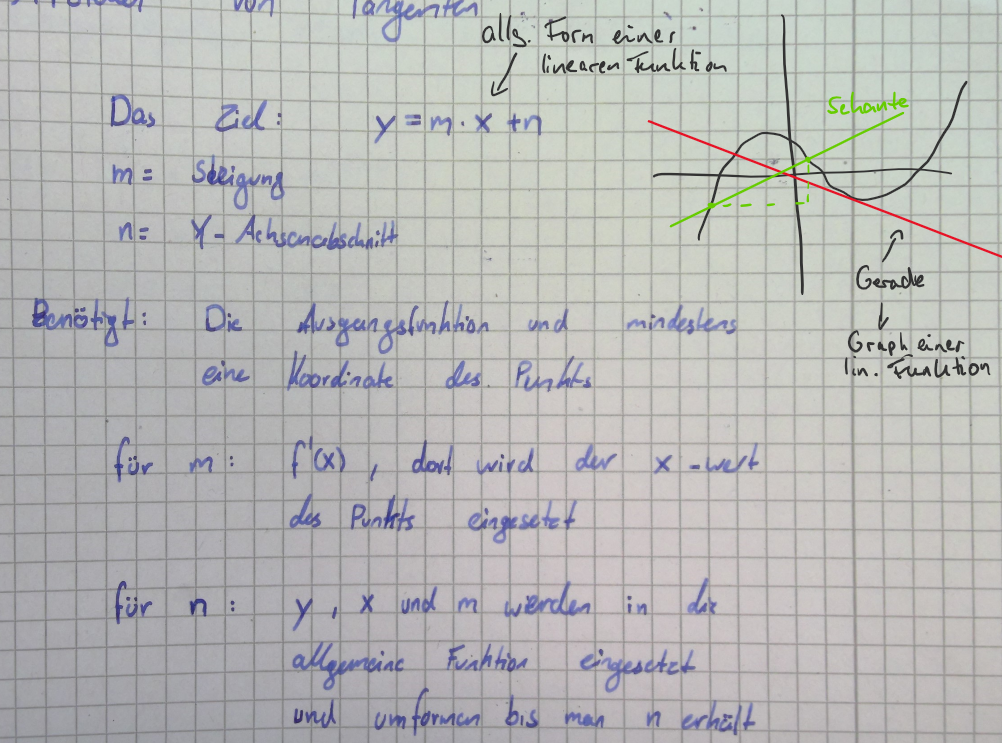 von Tangenten
allg. Form einer
linearen Funktion
Das Ziel: y = m · x + n
m = Steigung
n = Y - Achsenabschnitt
Sekante
Gerade
Graph einer
lin. Funktion
Benötigt: Die Ausgangsfunktion und mindestens
eine Koordinate des Punkts
für m: f'(x), dort wird der x-wert
des Punkts eingesetzt
für n: y, x und m werden in die
allgemeine Funktion eingesetzt
und umformen bis man n erhält